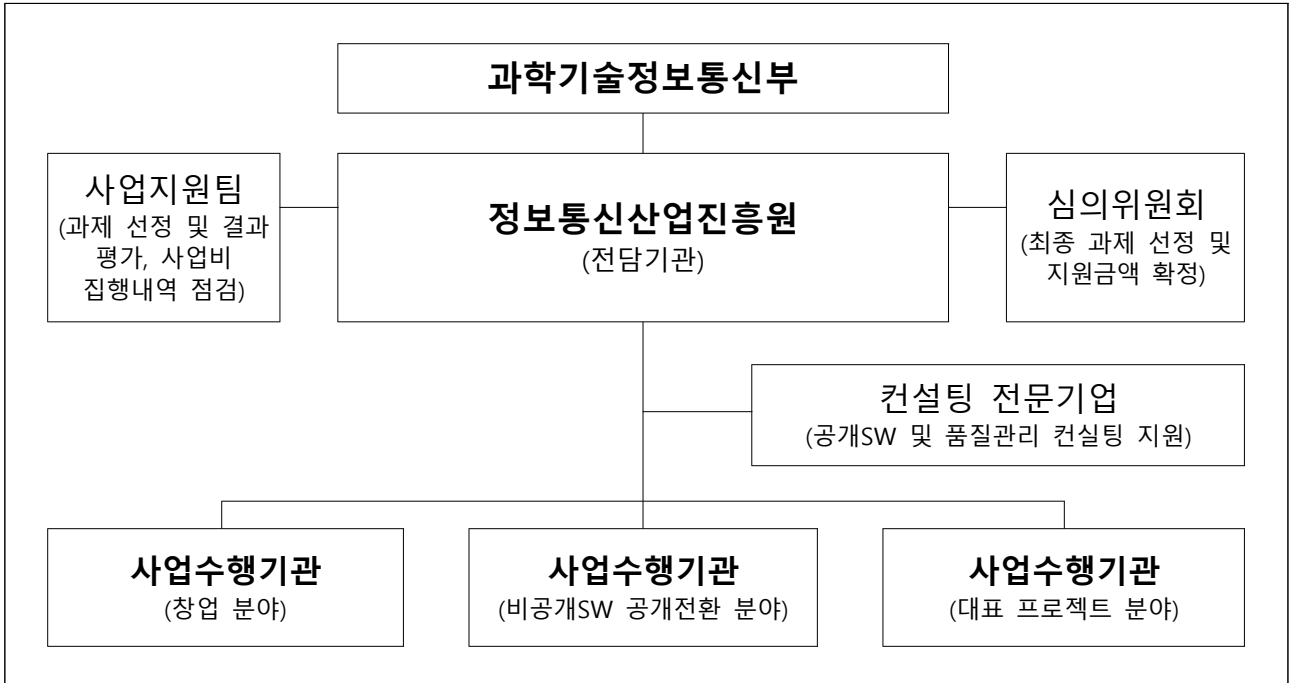 과학기술정보통신부
사업지원팀
(과제 선정 및 결과
평가, 사업비
집행내역 점검)
정보통신산업진흥원
(전담기관)
심의위원회
(최종 과제 선정 및
지원금액 확정)
컨설팅 전문기업
(공개SW 및 품질관리 컨실팅 지원)
사업수행기관
(창업 분야)
사업수행기관
(비공개SW 공개전환 분야)
사업수행기관
(대표 프로젝트 분야)